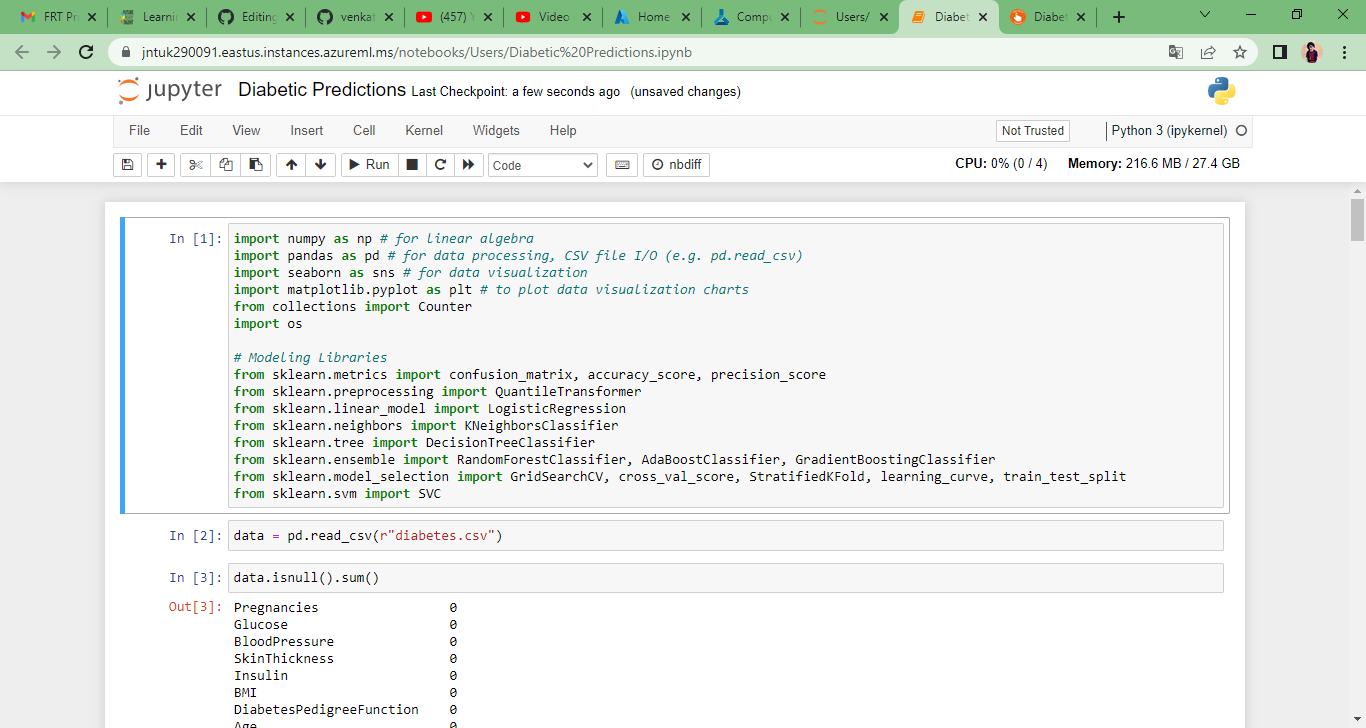 FRT Pr
Learnin
Editing
venkat
(457) Y
Video
Home
Compu
Users/
Diabet
Diabet
jntuk290091.eastus.instances.azureml.ms/notebooks/Users/Diabetic%20Predictions.ipynb
jupyter Diabetic Predictions Last Checkpoint: a few seconds ago (unsaved changes)
File Edit View Insert Cell Kernel Widgets Help Not Trusted Python 3 (ipykernel)
Run Code nbdiff CPU: 0% (0 / 4) Memory: 216.6 MB / 27.4 GB
In [1]: import numpy as np # for linear algebra
import pandas as pd # for data processing, CSV file I/O (e.g. pd.read_csv)
import seaborn as sns # for data visualization
import matplotlib.pyplot as plt # to plot data visualization charts
from collections import Counter
import os
# Modeling Libraries
from sklearn.metrics import confusion_matrix, accuracy_score, precision_score
from sklearn.preprocessing import QuantileTransformer
from sklearn.linear_model import LogisticRegression
from sklearn.neighbors import KNeighborsClassifier
from sklearn.tree import DecisionTreeClassifier
from sklearn.ensemble import RandomForestClassifier, AdaBoostClassifier, GradientBoostingClassifier
from sklearn.model_selection import GridSearchCV, cross_val_score, StratifiedKFold, learning_curve, train_test_split
from sklearn.svm import SVC
In [2]: data = pd.read_csv(r"diabetes.csv")
In [3]: data.isnull().sum()
Out[3]: Pregnancies 0
Glucose 0
BloodPressure 0
SkinThickness 0
Insulin 0
BMI 0
DiabetesPedigreeFunction 0
Age 0